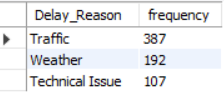 Delay_Reason frequency
Traffic 387
Weather 192
Technical Issue 107